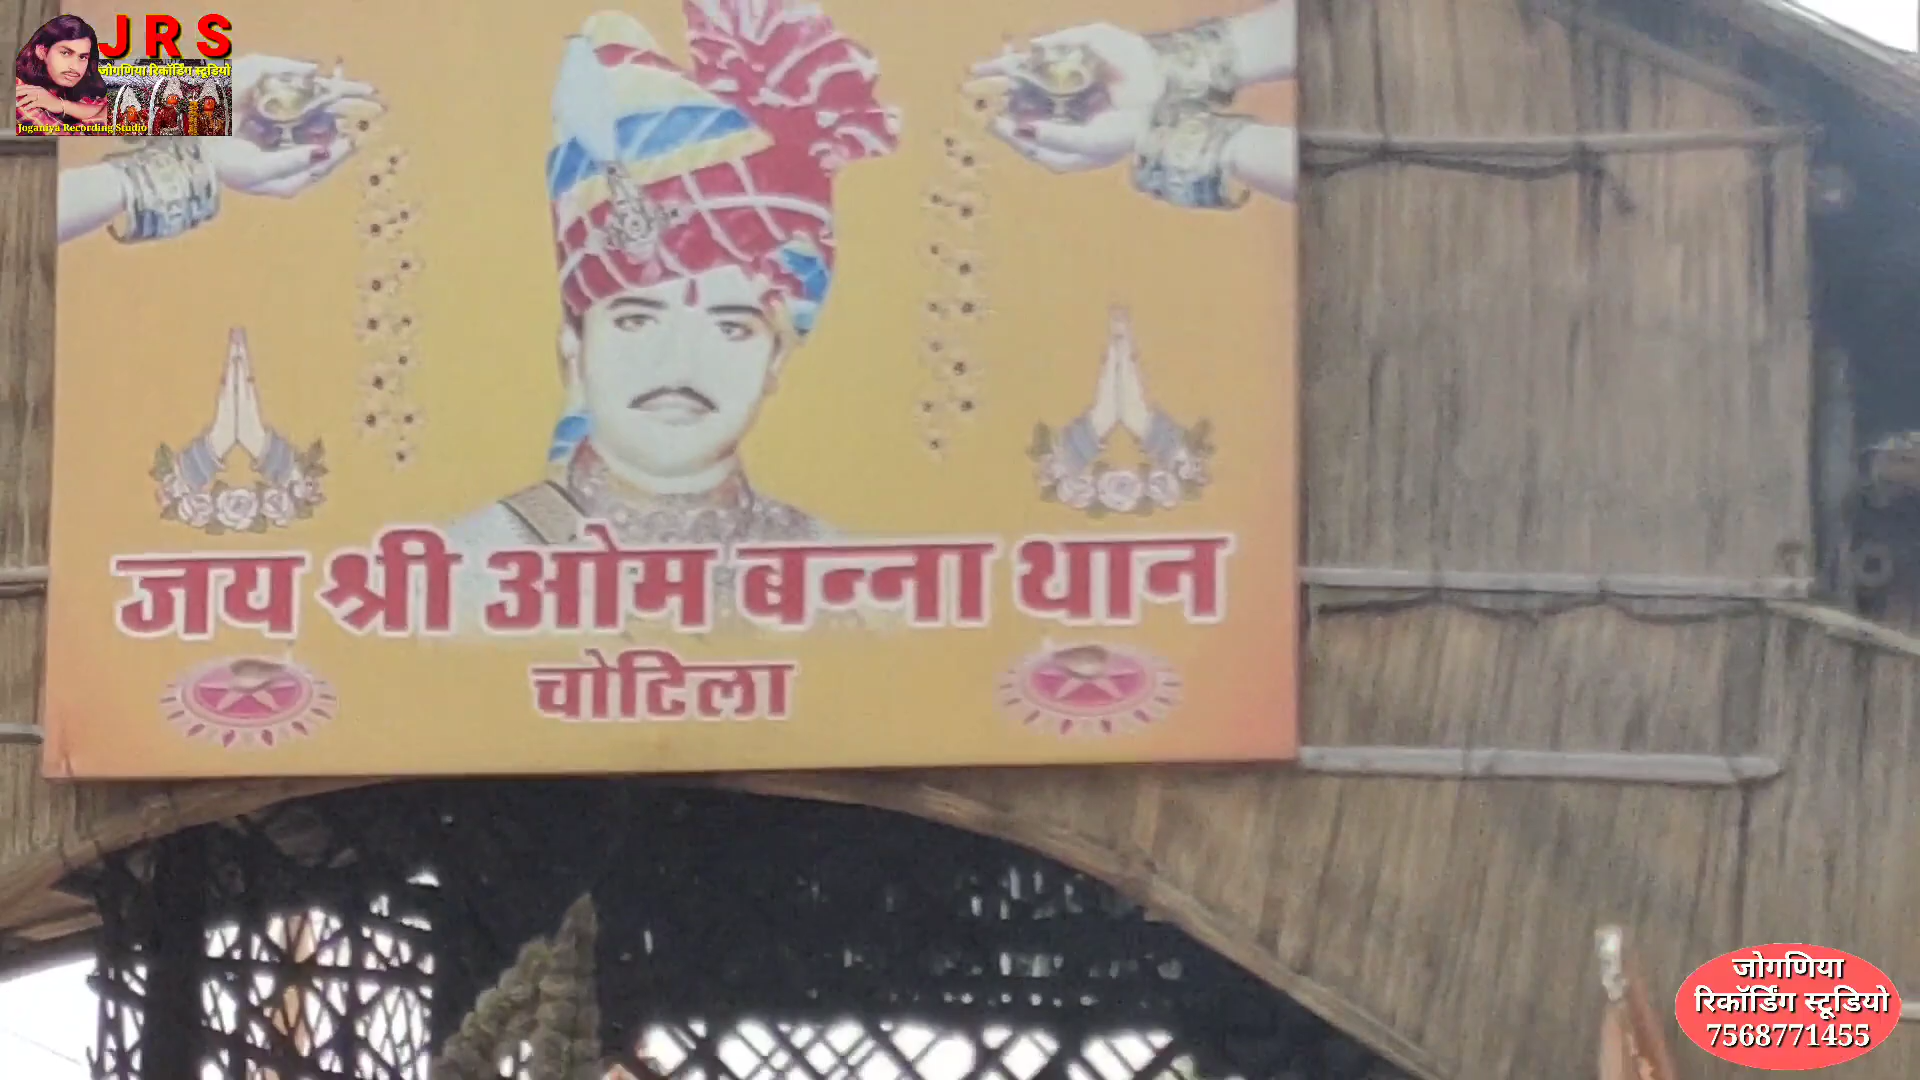 J R S
जोगणिया रिकॉर्डिंग स्टूडियो
Joganiya Recording Studio
जय श्री ओम बन्ना थान
चोटिला
जोगणिया
रिकॉर्डिंग स्टूडियो
7568771455